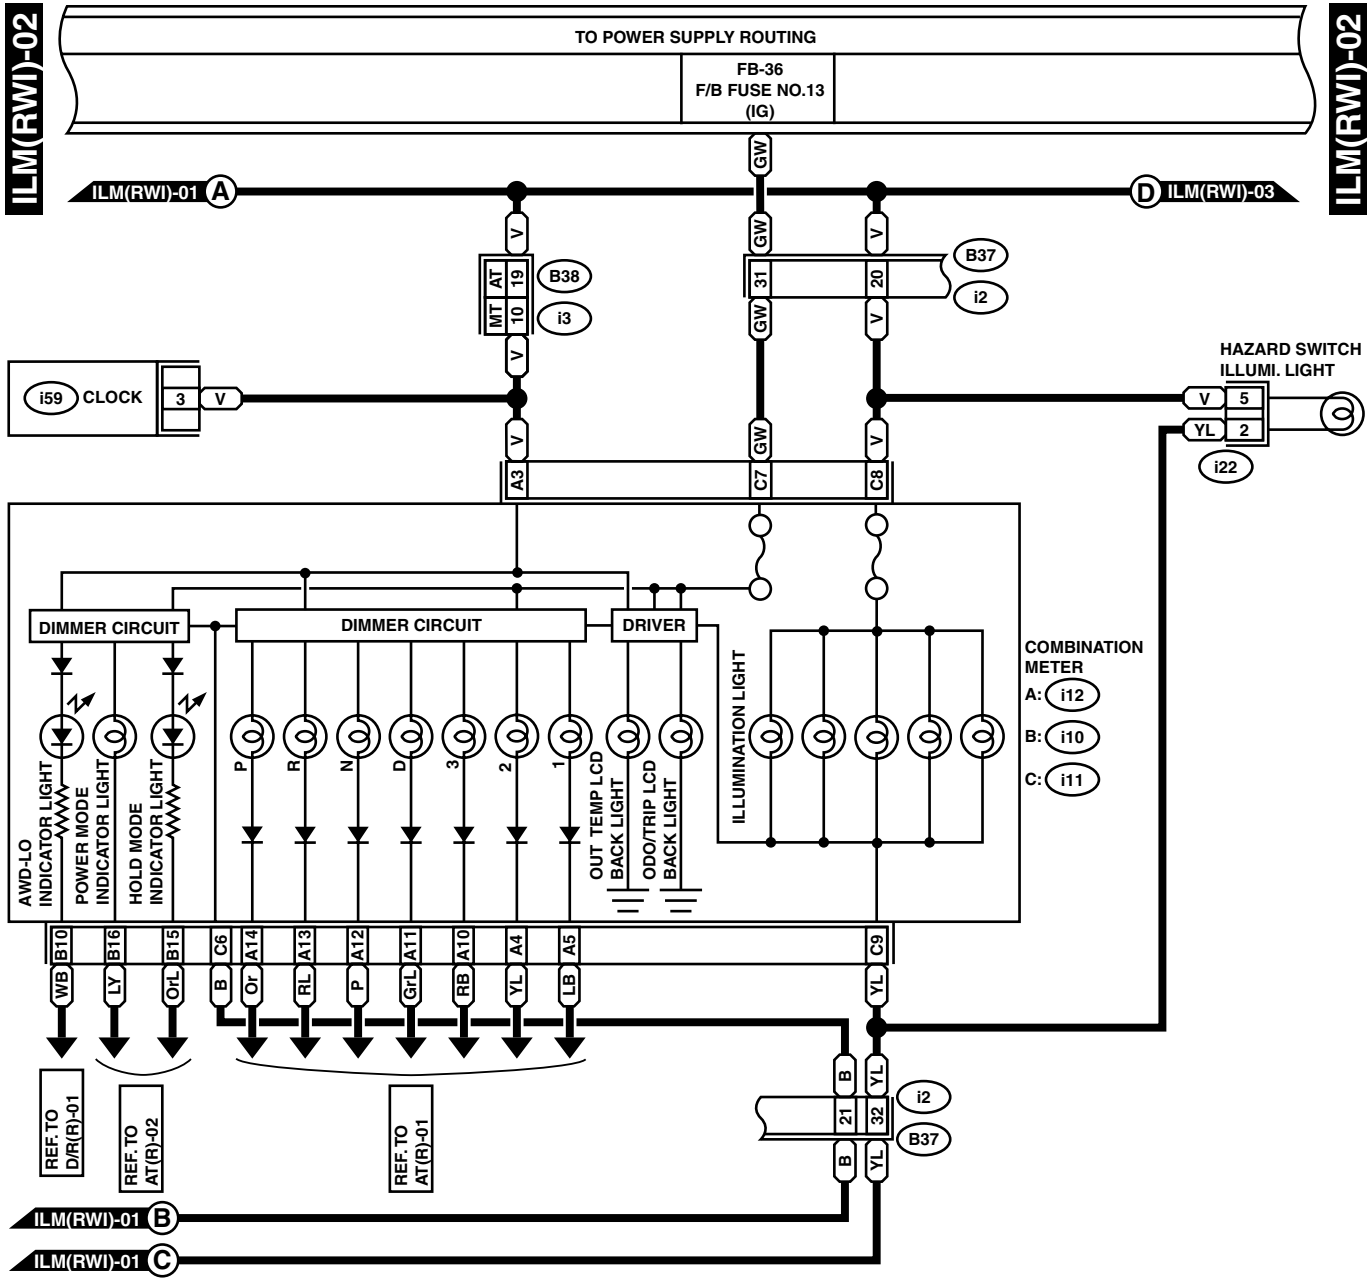 ILM(RWI)-02
ILM(RWI)-02
TO POWER SUPPLY ROUTING
FB-36
F/B FUSE NO.13
(IG)
GW
ILM(RWI)-01 A
D ILM(RWI)-03
V
GW
V
AT 19
MT 10
B38
i3
31
20
B37
i2
V
GW
V
i59 CLOCK
3
V
HAZARD SWITCH
ILLUMI. LIGHT
V 5
YL 2
i22
V
GW
V
A3
C7
C8
DIMMER CIRCUIT
DIMMER CIRCUIT
DRIVER
AWD-LO
INDICATOR LIGHT
POWER MODE
INDICATOR LIGHT
HOLD MODE
INDICATOR LIGHT
P
R
N
D
3
2
1
OUT TEMP LCD
BACK LIGHT
ODO/TRIP LCD
BACK LIGHT
ILLUMINATION LIGHT
COMBINATION
METER
A: i12
B: i10
C: i11
B10
B16
B15
C6
A14
A13
A12
A11
A10
A4
A5
C9
WB
LY
OrL
B
Or
RL
P
GrL
RB
YL
LB
YL
REF. TO
D/R(R)-01
REF. TO
AT(R)-02
REF. TO
AT(R)-01
B
YL
21
32
i2
B37
B
YL
ILM(RWI)-01 B
ILM(RWI)-01 C